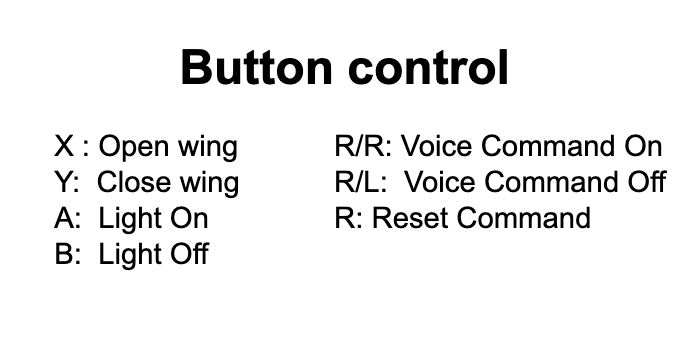 Button control
X : Open wing
Y: Close wing
A: Light On
B: Light Off
R/R: Voice Command On
R/L: Voice Command Off
R: Reset Command